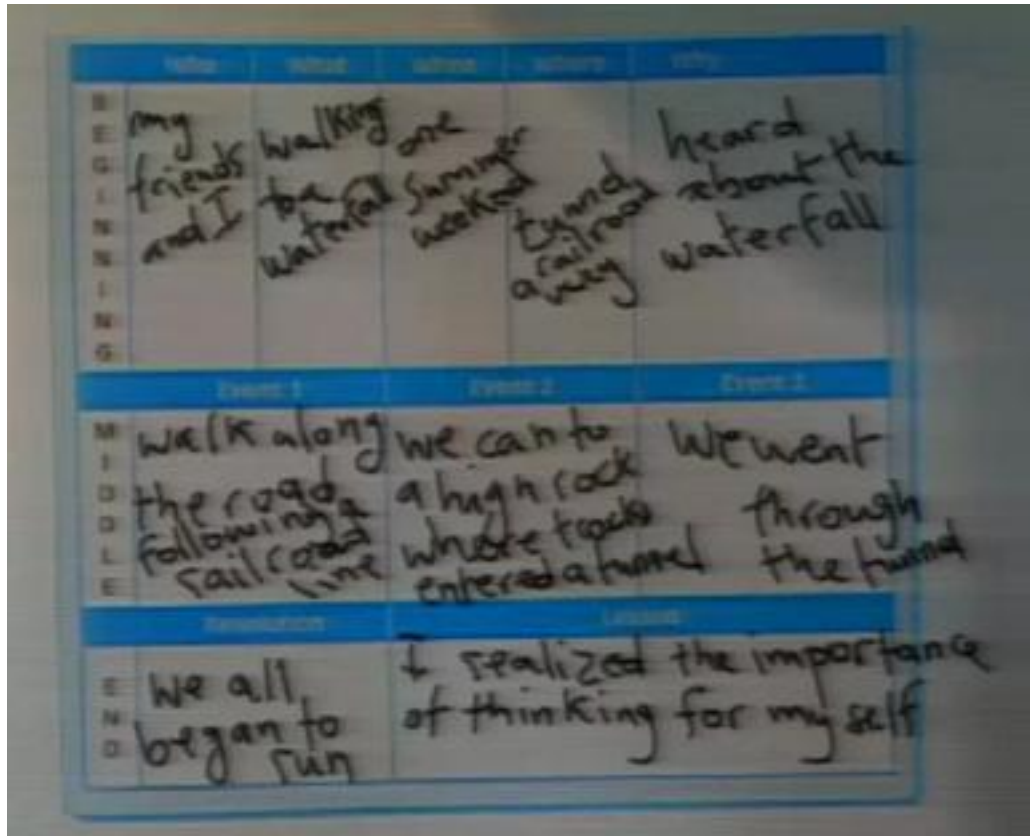 Who What When Where Why
BEGINNING
my
friends
and I
walking
to a
waterfall
one
summer
weekend
tunnel
railroad
away
heard
about the
waterfall
Event 1 Event 2 Event 3
MIDDLE
walk along
the road
following a
railroad
line
we can to
a high rock
where tracks
entered a tunnel
We went
through
the tunnel
Resolution Lesson
END
We all
began to
run
I realized the importance
of thinking for my self